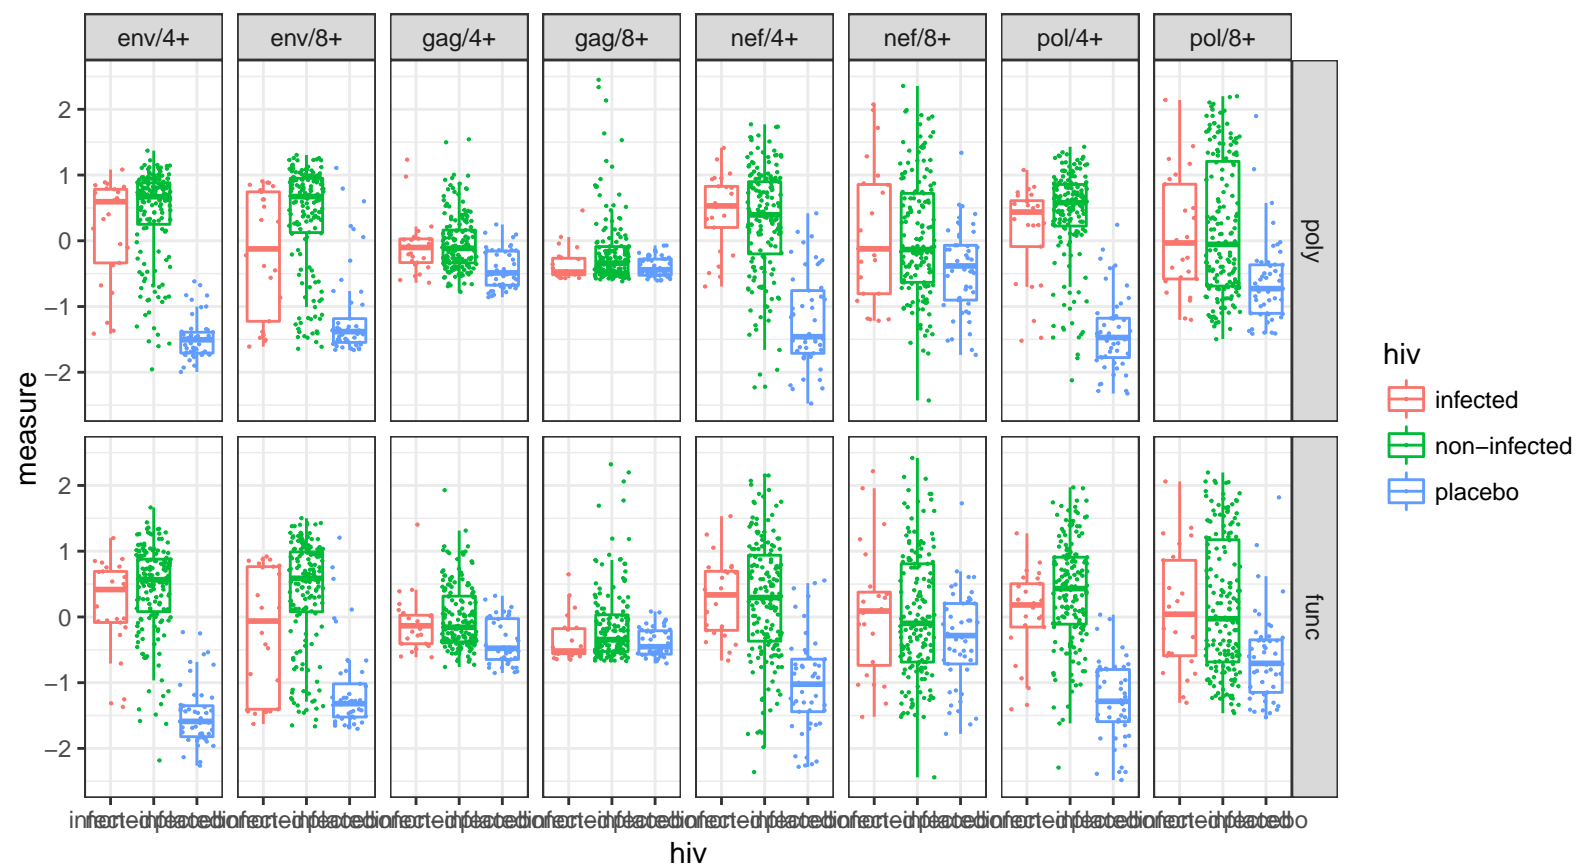 env/4+ env/8+ gag/4+ gag/8+ nef/4+ nef/8+ pol/4+ pol/8+
2
1
0
−1
−2
poly
2
1
0
−1
−2
func
measure
hiv
hiv
infected
non−infected
placebo